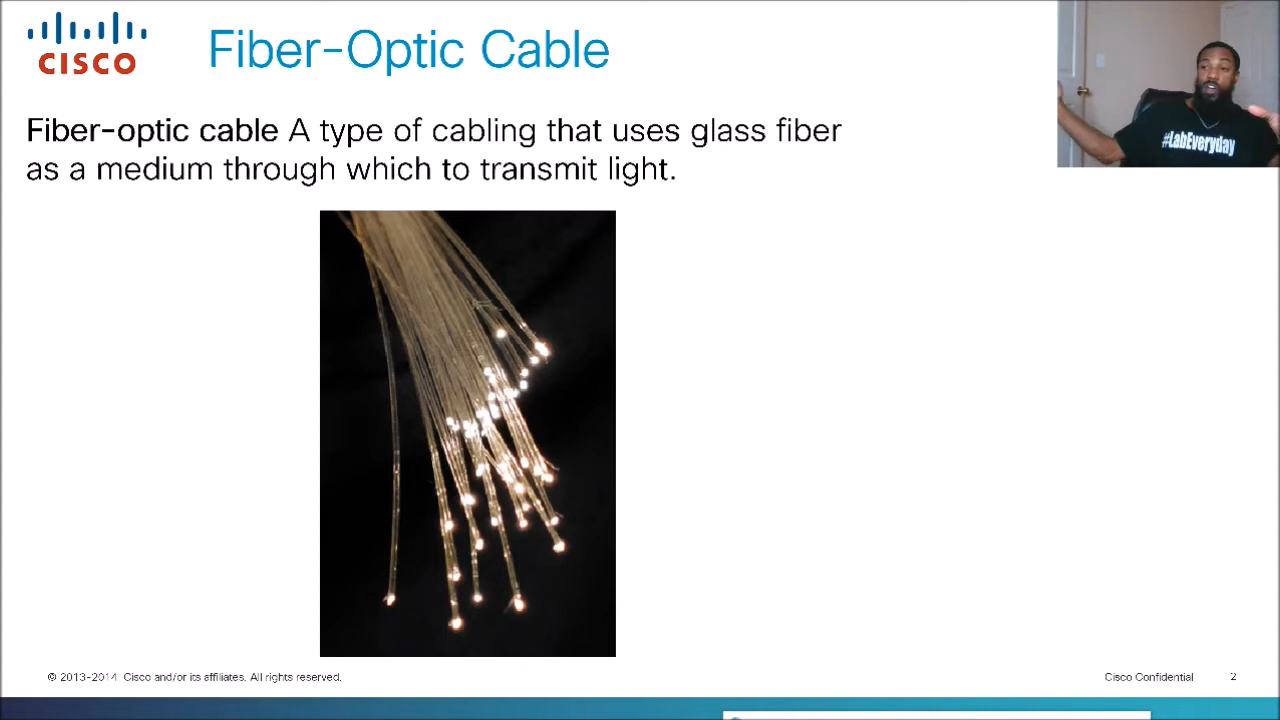 CISCO
Fiber-Optic Cable
Fiber-optic cable A type of cabling that uses glass fiber
as a medium through which to transmit light.
#LabEveryday
© 2013-2014 Cisco and/or its affiliates. All rights reserved.
Cisco Confidential
2